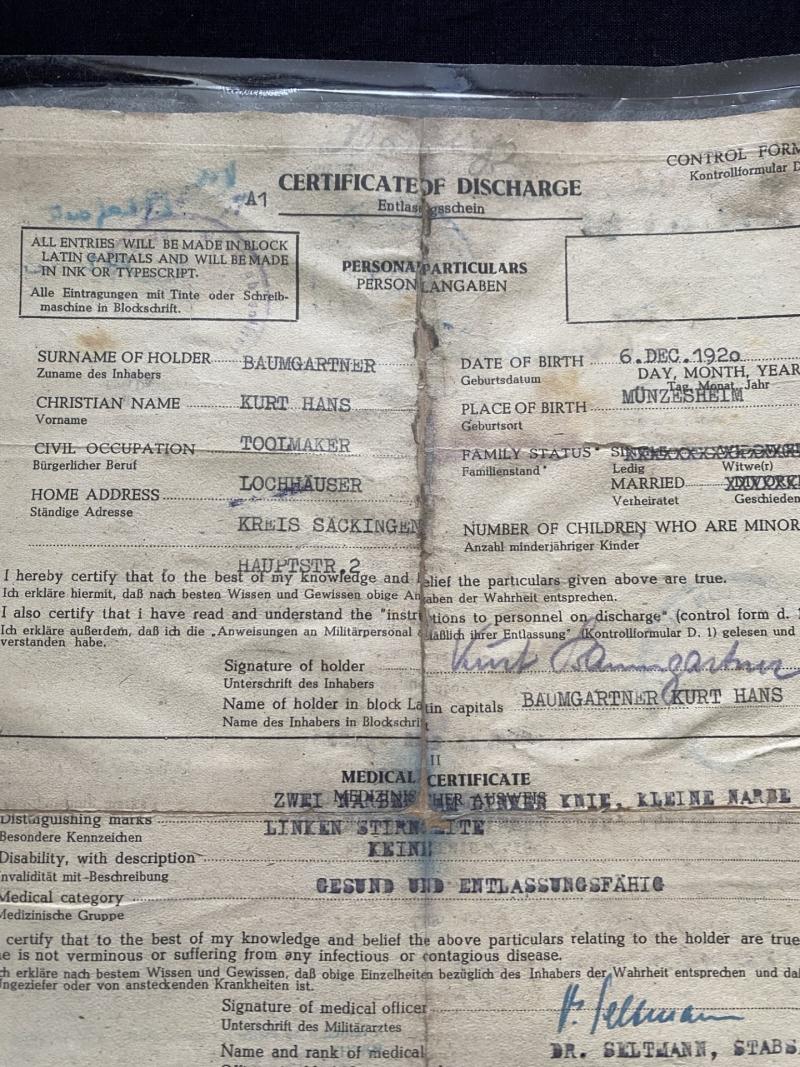 CONTROL FORM
Kontrollformular D
A1 CERTIFICATE OF DISCHARGE
Entlassungsschein
ALL ENTRIES WILL BE MADE IN BLOCK
LATIN CAPITALS AND WILL BE MADE
IN INK OR TYPESCRIPT.
Alle Eintragungen mit Tinte oder Schreib-
maschine in Blockschrift.
PERSONAL PARTICULARS
PERSONALANGABEN
SURNAME OF HOLDER BAUMGARTNER
Zuname des Inhabers
CHRISTIAN NAME KURT HANS
Vorname
CIVIL OCCUPATION TOOLMAKER
Bürgerlicher Beruf
HOME ADDRESS LOCHHÄUSER
Ständige Adresse
KREIS SÄCKINGEN
HAUPTSTR.2
DATE OF BIRTH 6.DEC.1920
Geburtsdatum DAY, MONTH, YEAR
Tag, Monat, Jahr
PLACE OF BIRTH MÜNZESHEIM
Geburtsort
FAMILY STATUS
Familienstand Ledig Witwe(r)
MARRIED
Verheiratet Geschieden
NUMBER OF CHILDREN WHO ARE MINOR
Anzahl minderjähriger Kinder
I hereby certify that to the best of my knowledge and belief the particulars given above are true.
Ich erkläre hiermit, daß nach besten Wissen und Gewissen obige Angaben der Wahrheit entsprechen.
I also certify that i have read and understand the "instructions to personnel on discharge" (control form d. 1
Ich erkläre außerdem, daß ich die „Anweisungen an Militärpersonal anläßlich ihrer Entlassung" (Kontrollformular D. 1) gelesen und
verstanden habe.
Signature of holder Kurt Baumgartner
Unterschrift des Inhabers
Name of holder in block Latin capitals BAUMGARTNER KURT HANS
Name des Inhabers in Blockschrift
II
MEDICAL CERTIFICATE
MEDIZINISCHER AUSWEIS
ZWEI NARBEN KNIE, KLEINE NARBE
Distinguishing marks LINKEN STIRNSEITE
Besondere Kennzeichen
Disability, with description KEINE
Invalidität mit Beschreibung
Medical category GESUND UND ENTLASSUNGSFÄHIG
Medizinische Gruppe
certify that to the best of my knowledge and belief the above particulars relating to the holder are true
he is not verminous or suffering from any infectious or contagious disease.
ch erkläre nach bestem Wissen und Gewissen, daß obige Einzelheiten bezüglich des Inhabers der Wahrheit entsprechen und da
Ungeziefer oder von ansteckenden Krankheiten ist.
Signature of medical officer H. Seltmann
Unterschrift des Militärarztes
Name and rank of medical DR. SELTMANN, STABS